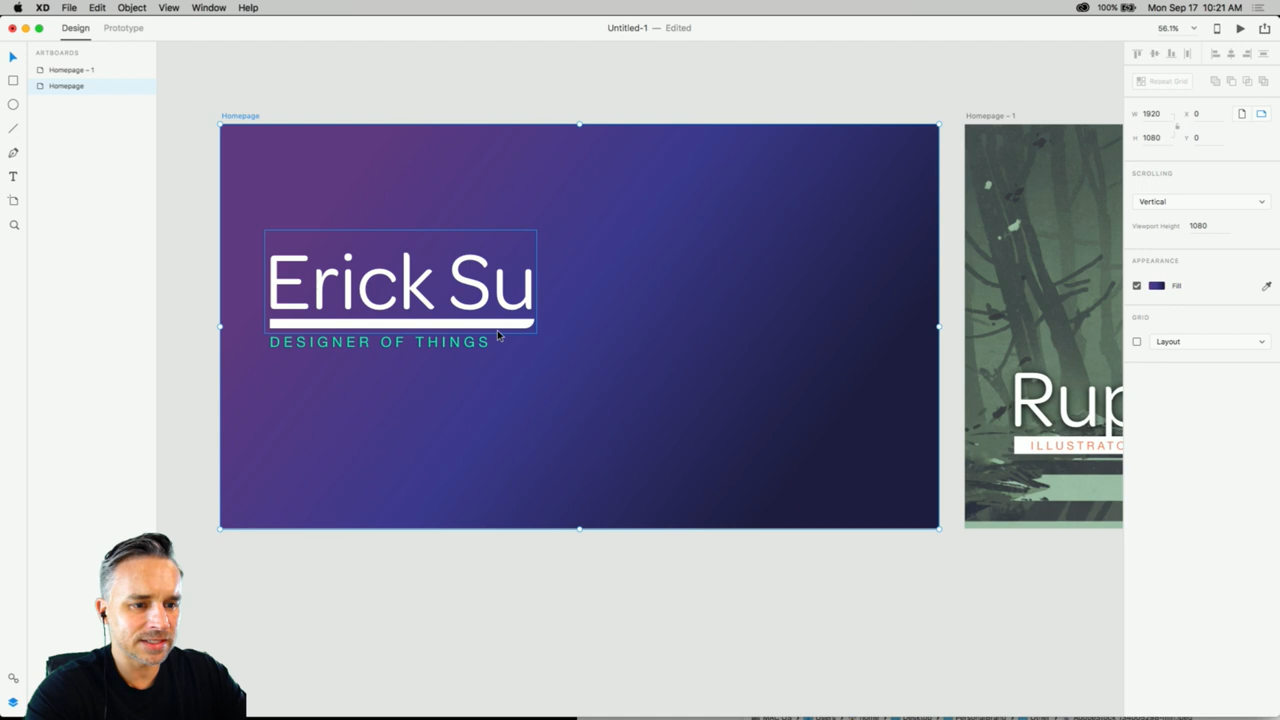 XD File Edit Object View Window Help
100% Mon Sep 17 10:21 AM
Design Prototype
Untitled-1 — Edited
56.1%
ARTBOARDS
Homepage – 1
Homepage
Homepage
Homepage – 1
Erick Su
DESIGNER OF THINGS
Rup
ILLUSTRATO
Repeat Grid
W 1920 X 0
H 1080 Y 0
SCROLLING
Vertical
Viewport Height 1080
APPEARANCE
Fill
GRID
Layout